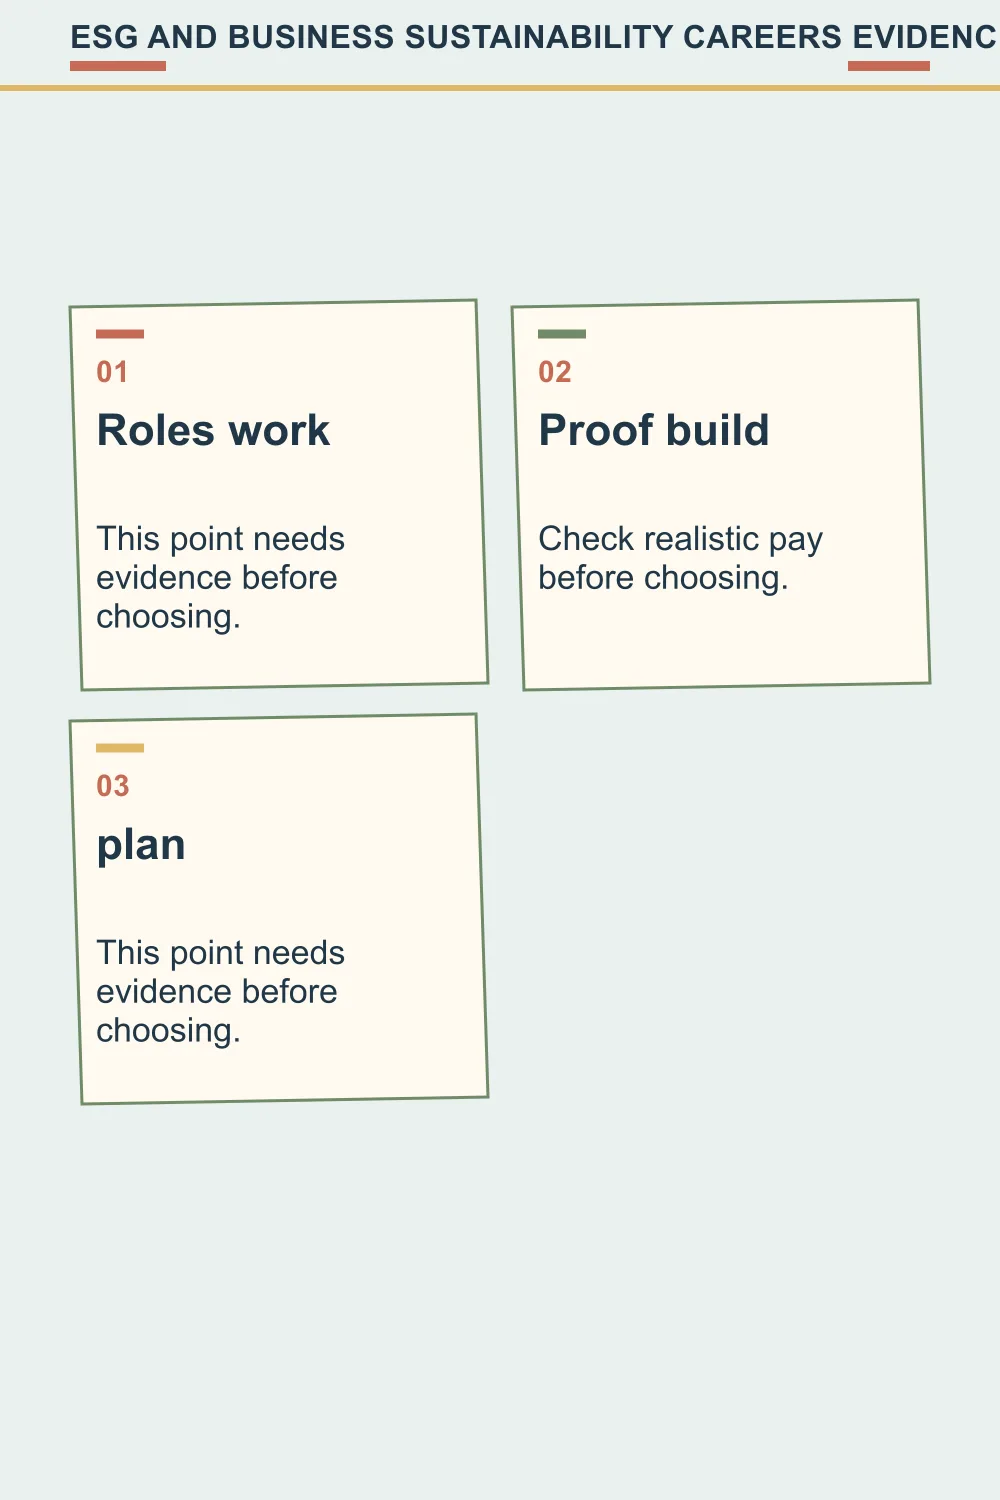 ESG AND BUSINESS SUSTAINABILITY CAREERS EVIDENC
01
Roles work
This point needs
evidence before
choosing.
02
Proof build
Check realistic pay
before choosing.
03
plan
This point needs
evidence before
choosing.